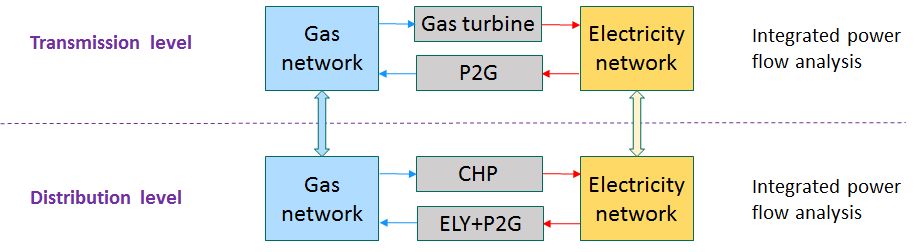 Transmission level
Gas
network
Gas turbine
P2G
Electricity
network
Integrated power
flow analysis
Distribution level
Gas
network
CHP
ELY+P2G
Electricity
network
Integrated power
flow analysis